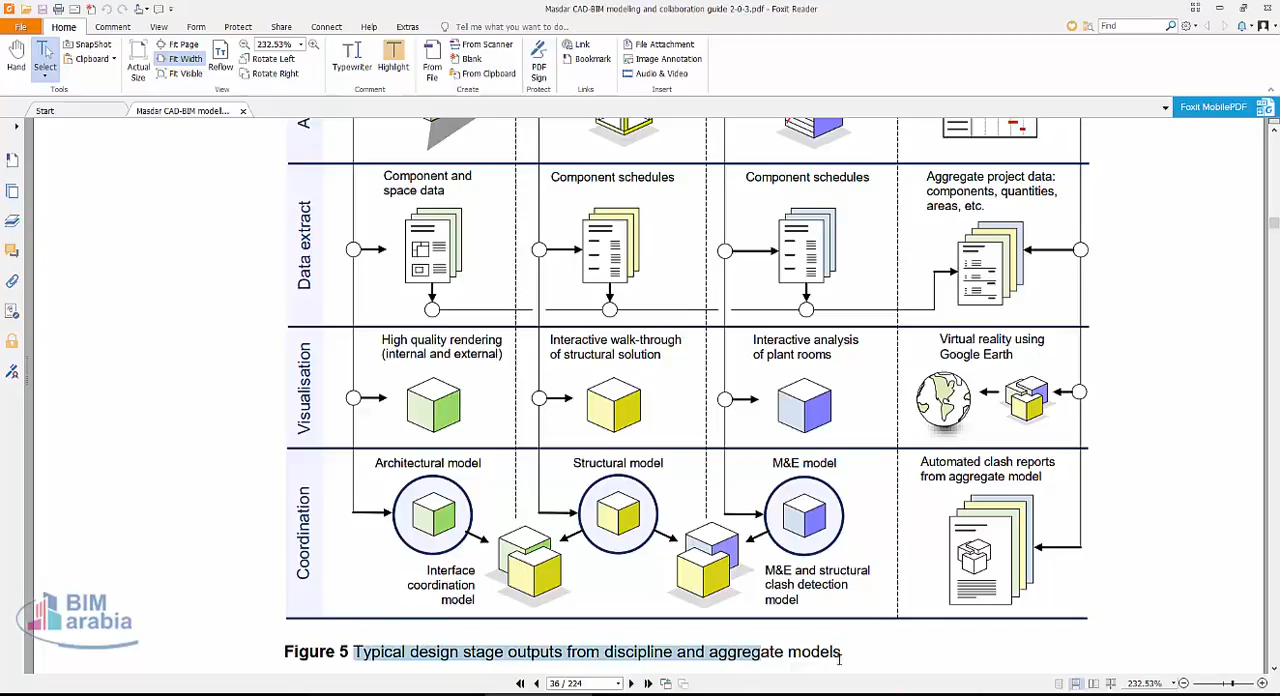 Masdar CAD-BIM modeling and collaboration guide 2-0-3.pdf - Foxit Reader
File Home Comment View Form Protect Share Connect Help Extras Tell me what you want to do...
Find
Hand
Select
SnapShot
Clipboard
Tools
Actual Size
Fit Page
Fit Width
Fit Visible
Reflow
232.53%
Rotate Left
Rotate Right
View
Typewriter
Highlight
Comment
From File
From Scanner
Blank
From Clipboard
Create
PDF Sign
Protect
Link
Bookmark
Links
File Attachment
Image Annotation
Audio & Video
Insert
Start
Masdar CAD-BIM modell...
Foxit MobilePDF
A
Data extract
Component and
space data
Component schedules
Component schedules
Aggregate project data:
components, quantities,
areas, etc.
Visualisation
High quality rendering
(internal and external)
Interactive walk-through
of structural solution
Interactive analysis
of plant rooms
Virtual reality using
Google Earth
Coordination
Architectural model
Structural model
M&E model
Automated clash reports
from aggregate model
Interface
coordination
model
M&E and structural
clash detection
model
BIM
arabia
Figure 5 Typical design stage outputs from discipline and aggregate models
36 / 224
232.53%